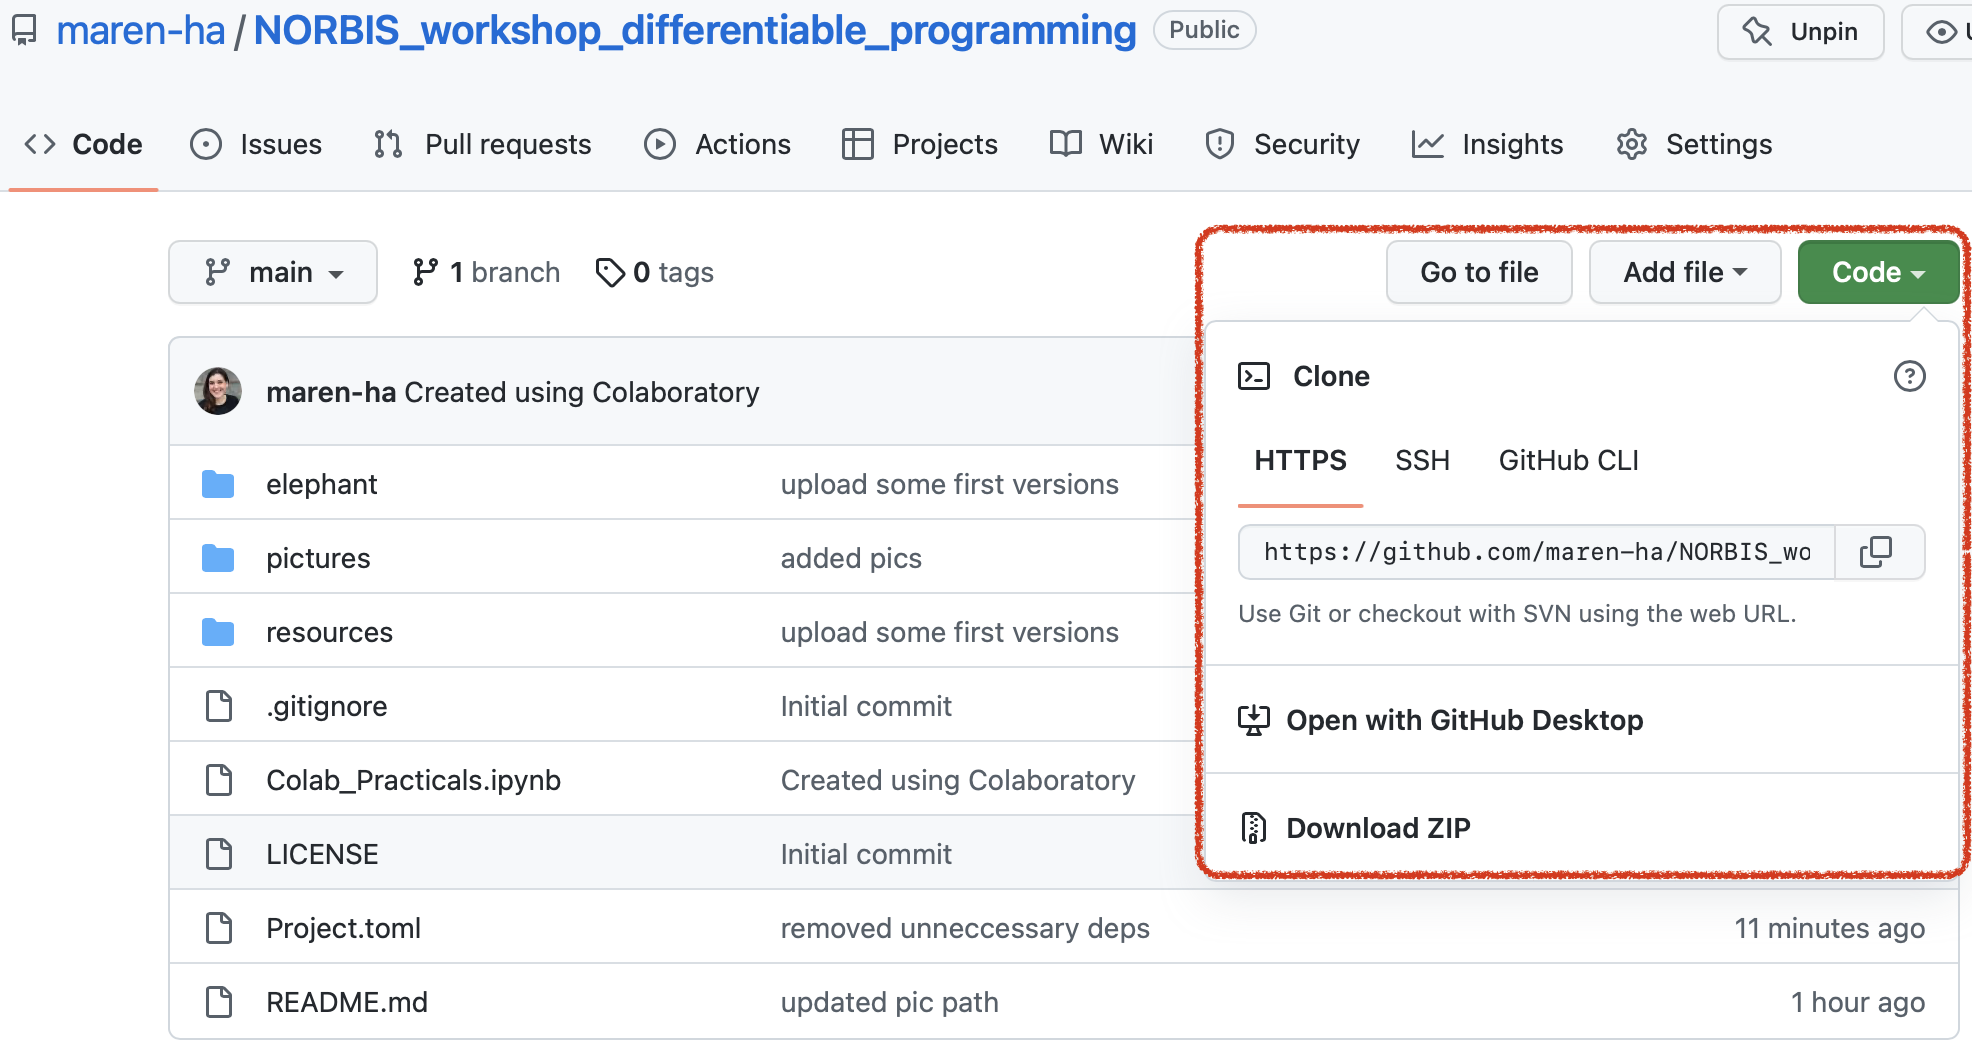 maren-ha / NORBIS_workshop_differentiable_programming Public Unpin
Code Issues Pull requests Actions Projects Wiki Security Insights Settings
main 1 branch 0 tags Go to file Add file Code
maren-ha Created using Colaboratory
elephant upload some first versions
pictures added pics
resources upload some first versions
.gitignore Initial commit
Colab_Practicals.ipynb Created using Colaboratory
LICENSE Initial commit
Project.toml removed unneccessary deps 11 minutes ago
README.md updated pic path 1 hour ago
Clone
HTTPS SSH GitHub CLI
https://github.com/maren-ha/NORBIS_wo
Use Git or checkout with SVN using the web URL.
Open with GitHub Desktop
Download ZIP